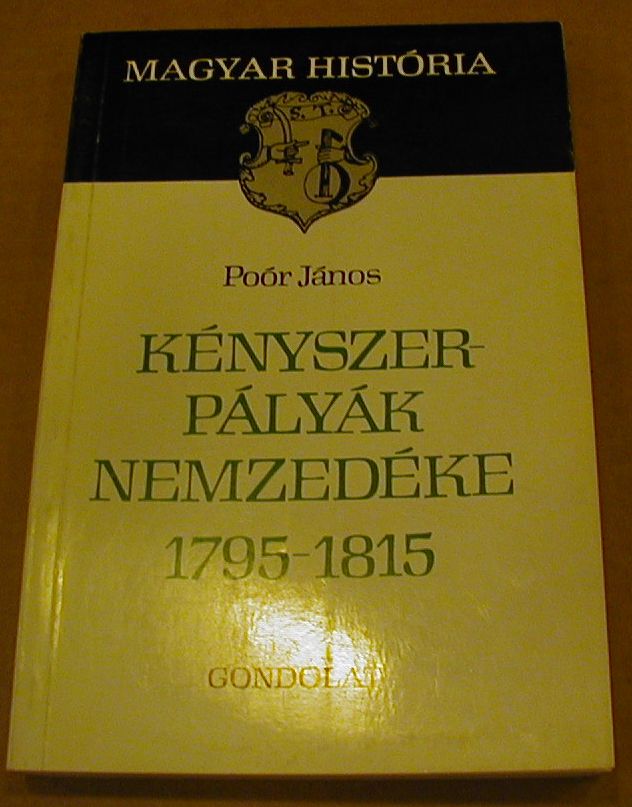 MAGYAR HISTÓRIA
S. T.
Poór János
KÉNYSZER-
PÁLYÁK
NEMZEDÉKE
1795-1815
GONDOLAT